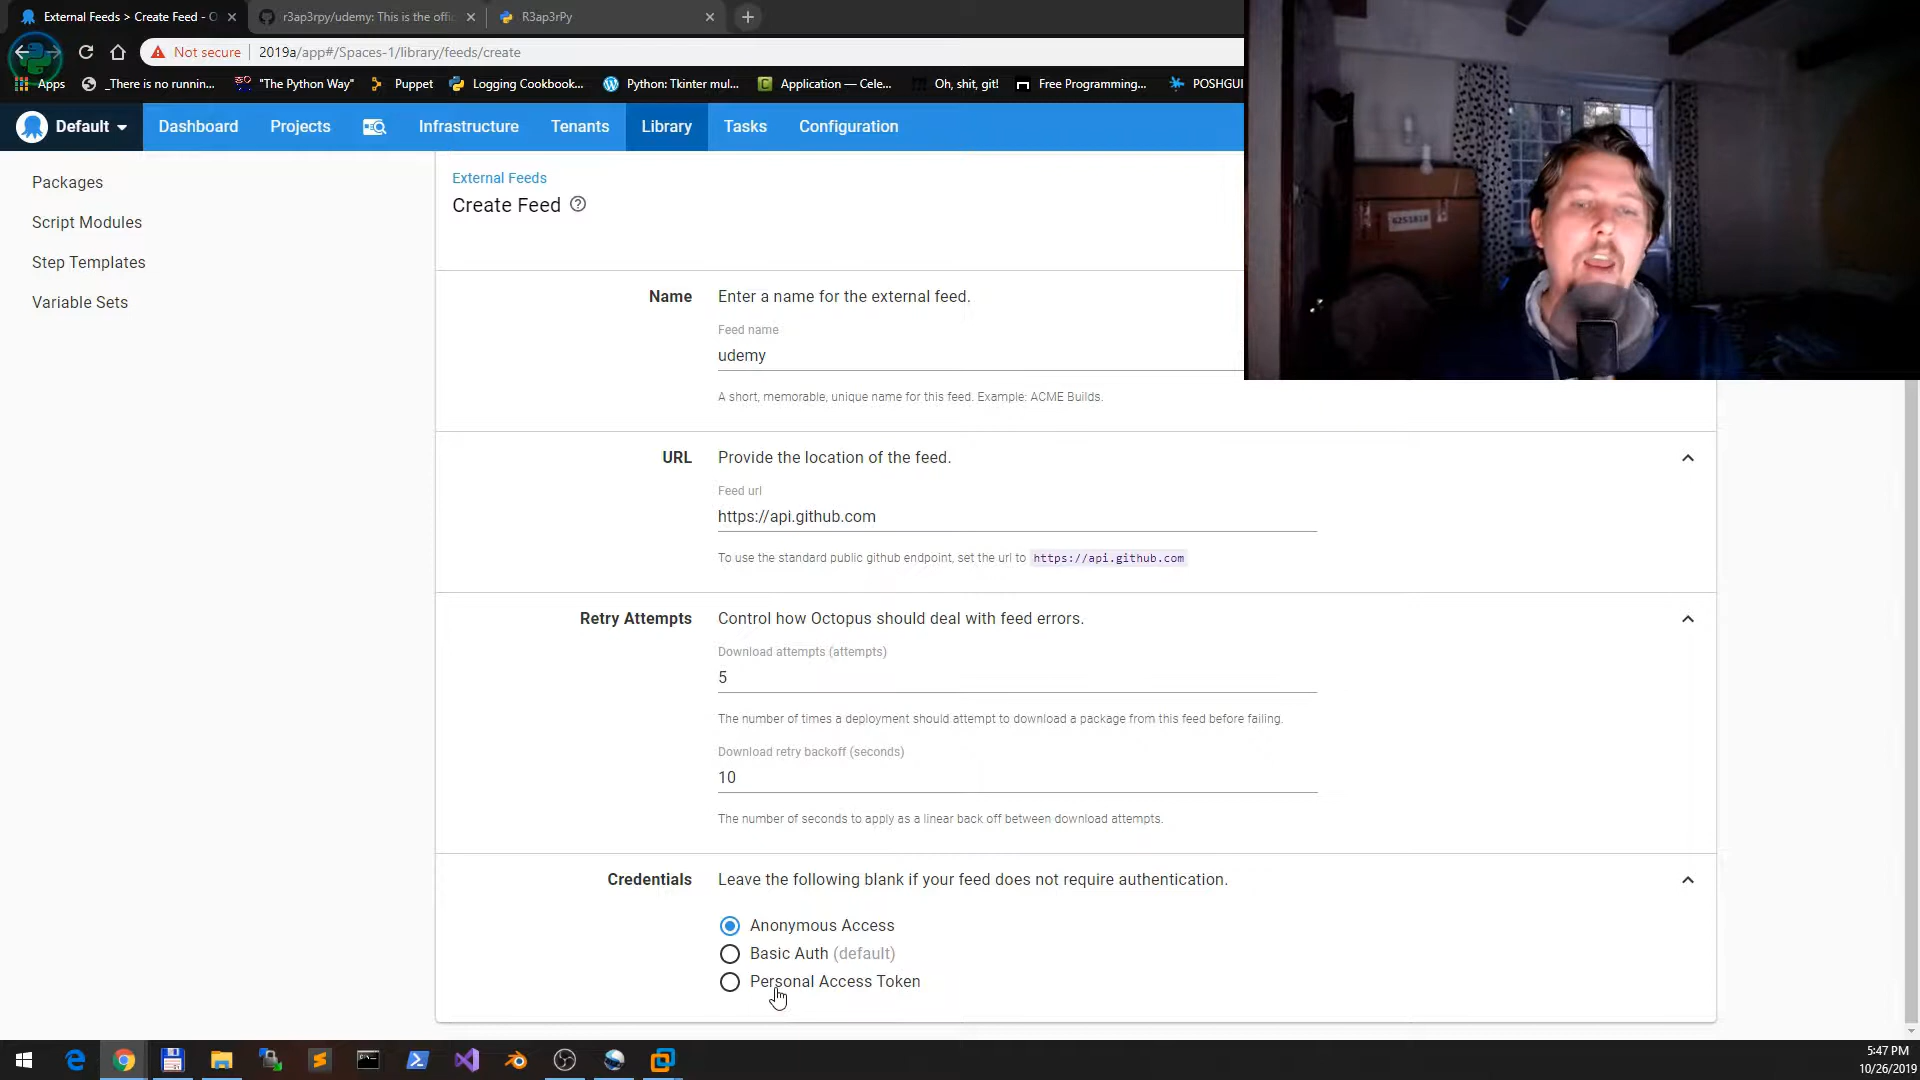 External Feeds > Create Feed - O
r3ap3rpy/udemy: This is the offi
R3ap3rPy
Not secure
2019a/app#/Spaces-1/library/feeds/create
Apps
_There is no runnin...
"The Python Way"
Puppet
Logging Cookbook...
Python: Tkinter mul...
Application — Cele...
Oh, shit, git!
Free Programming...
POSHGUI
Default
Dashboard
Projects
Infrastructure
Tenants
Library
Tasks
Configuration
Packages
Script Modules
Step Templates
Variable Sets
External Feeds
Create Feed
Name
Enter a name for the external feed.
Feed name
udemy
A short, memorable, unique name for this feed. Example: ACME Builds.
URL
Provide the location of the feed.
Feed url
https://api.github.com
To use the standard public github endpoint, set the url to https://api.github.com
Retry Attempts
Control how Octopus should deal with feed errors.
Download attempts (attempts)
5
The number of times a deployment should attempt to download a package from this feed before failing.
Download retry backoff (seconds)
10
The number of seconds to apply as a linear back off between download attempts.
Credentials
Leave the following blank if your feed does not require authentication.
Anonymous Access
Basic Auth (default)
Personal Access Token
5:47 PM
10/26/2019